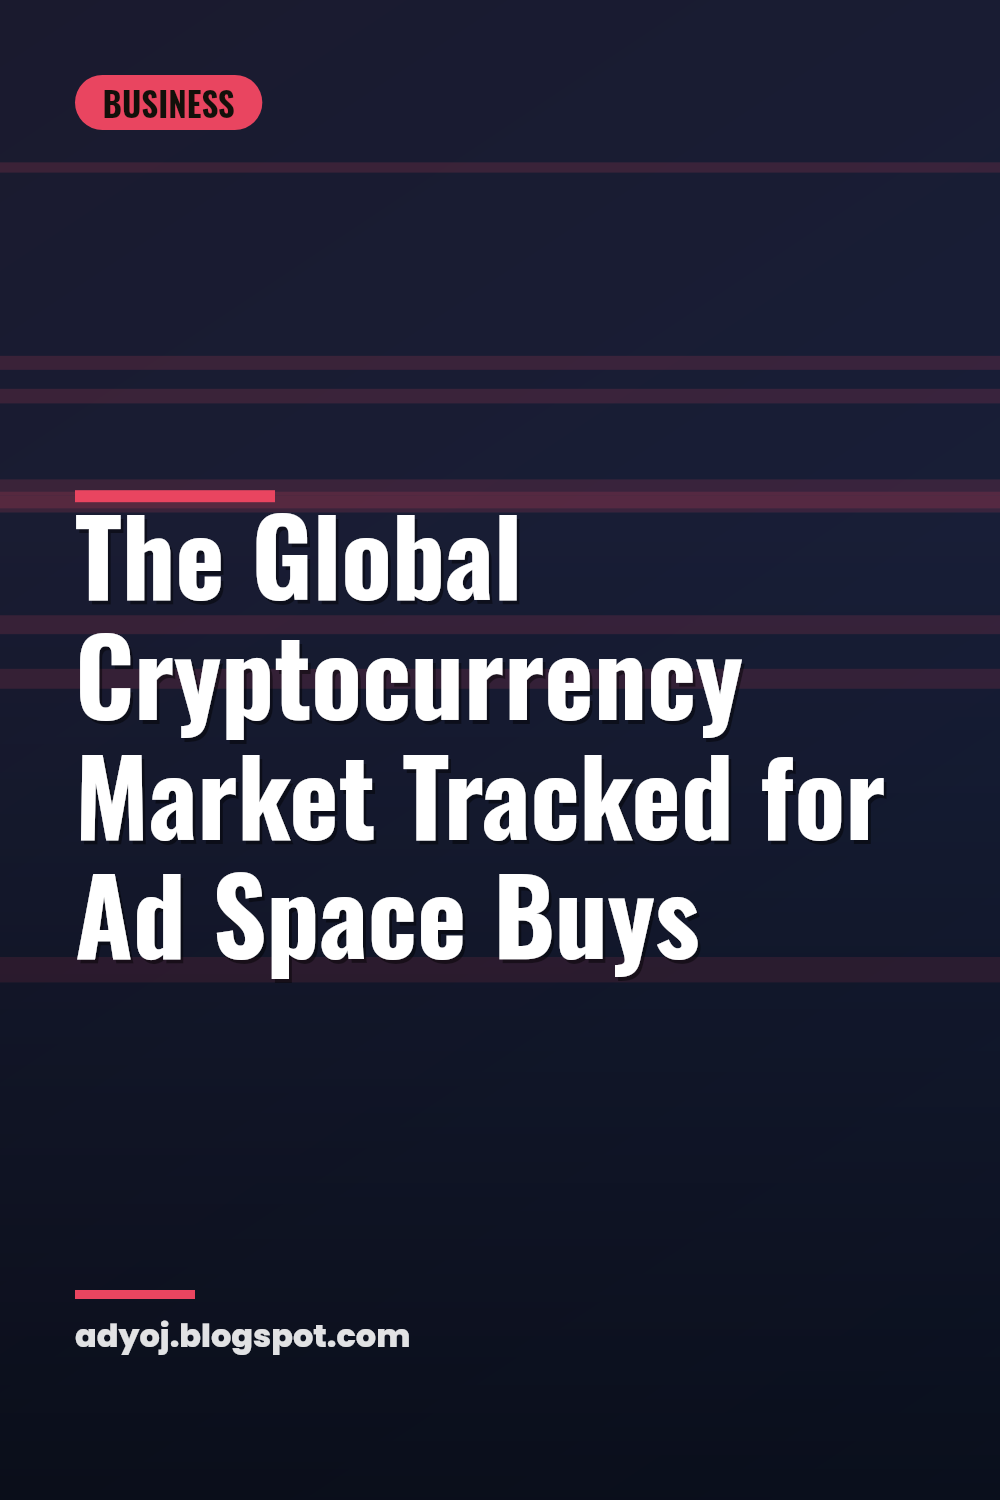 BUSINESS
The Global
Cryptocurrency
Market Tracked for
Ad Space Buys
adyoj.blogspot.com